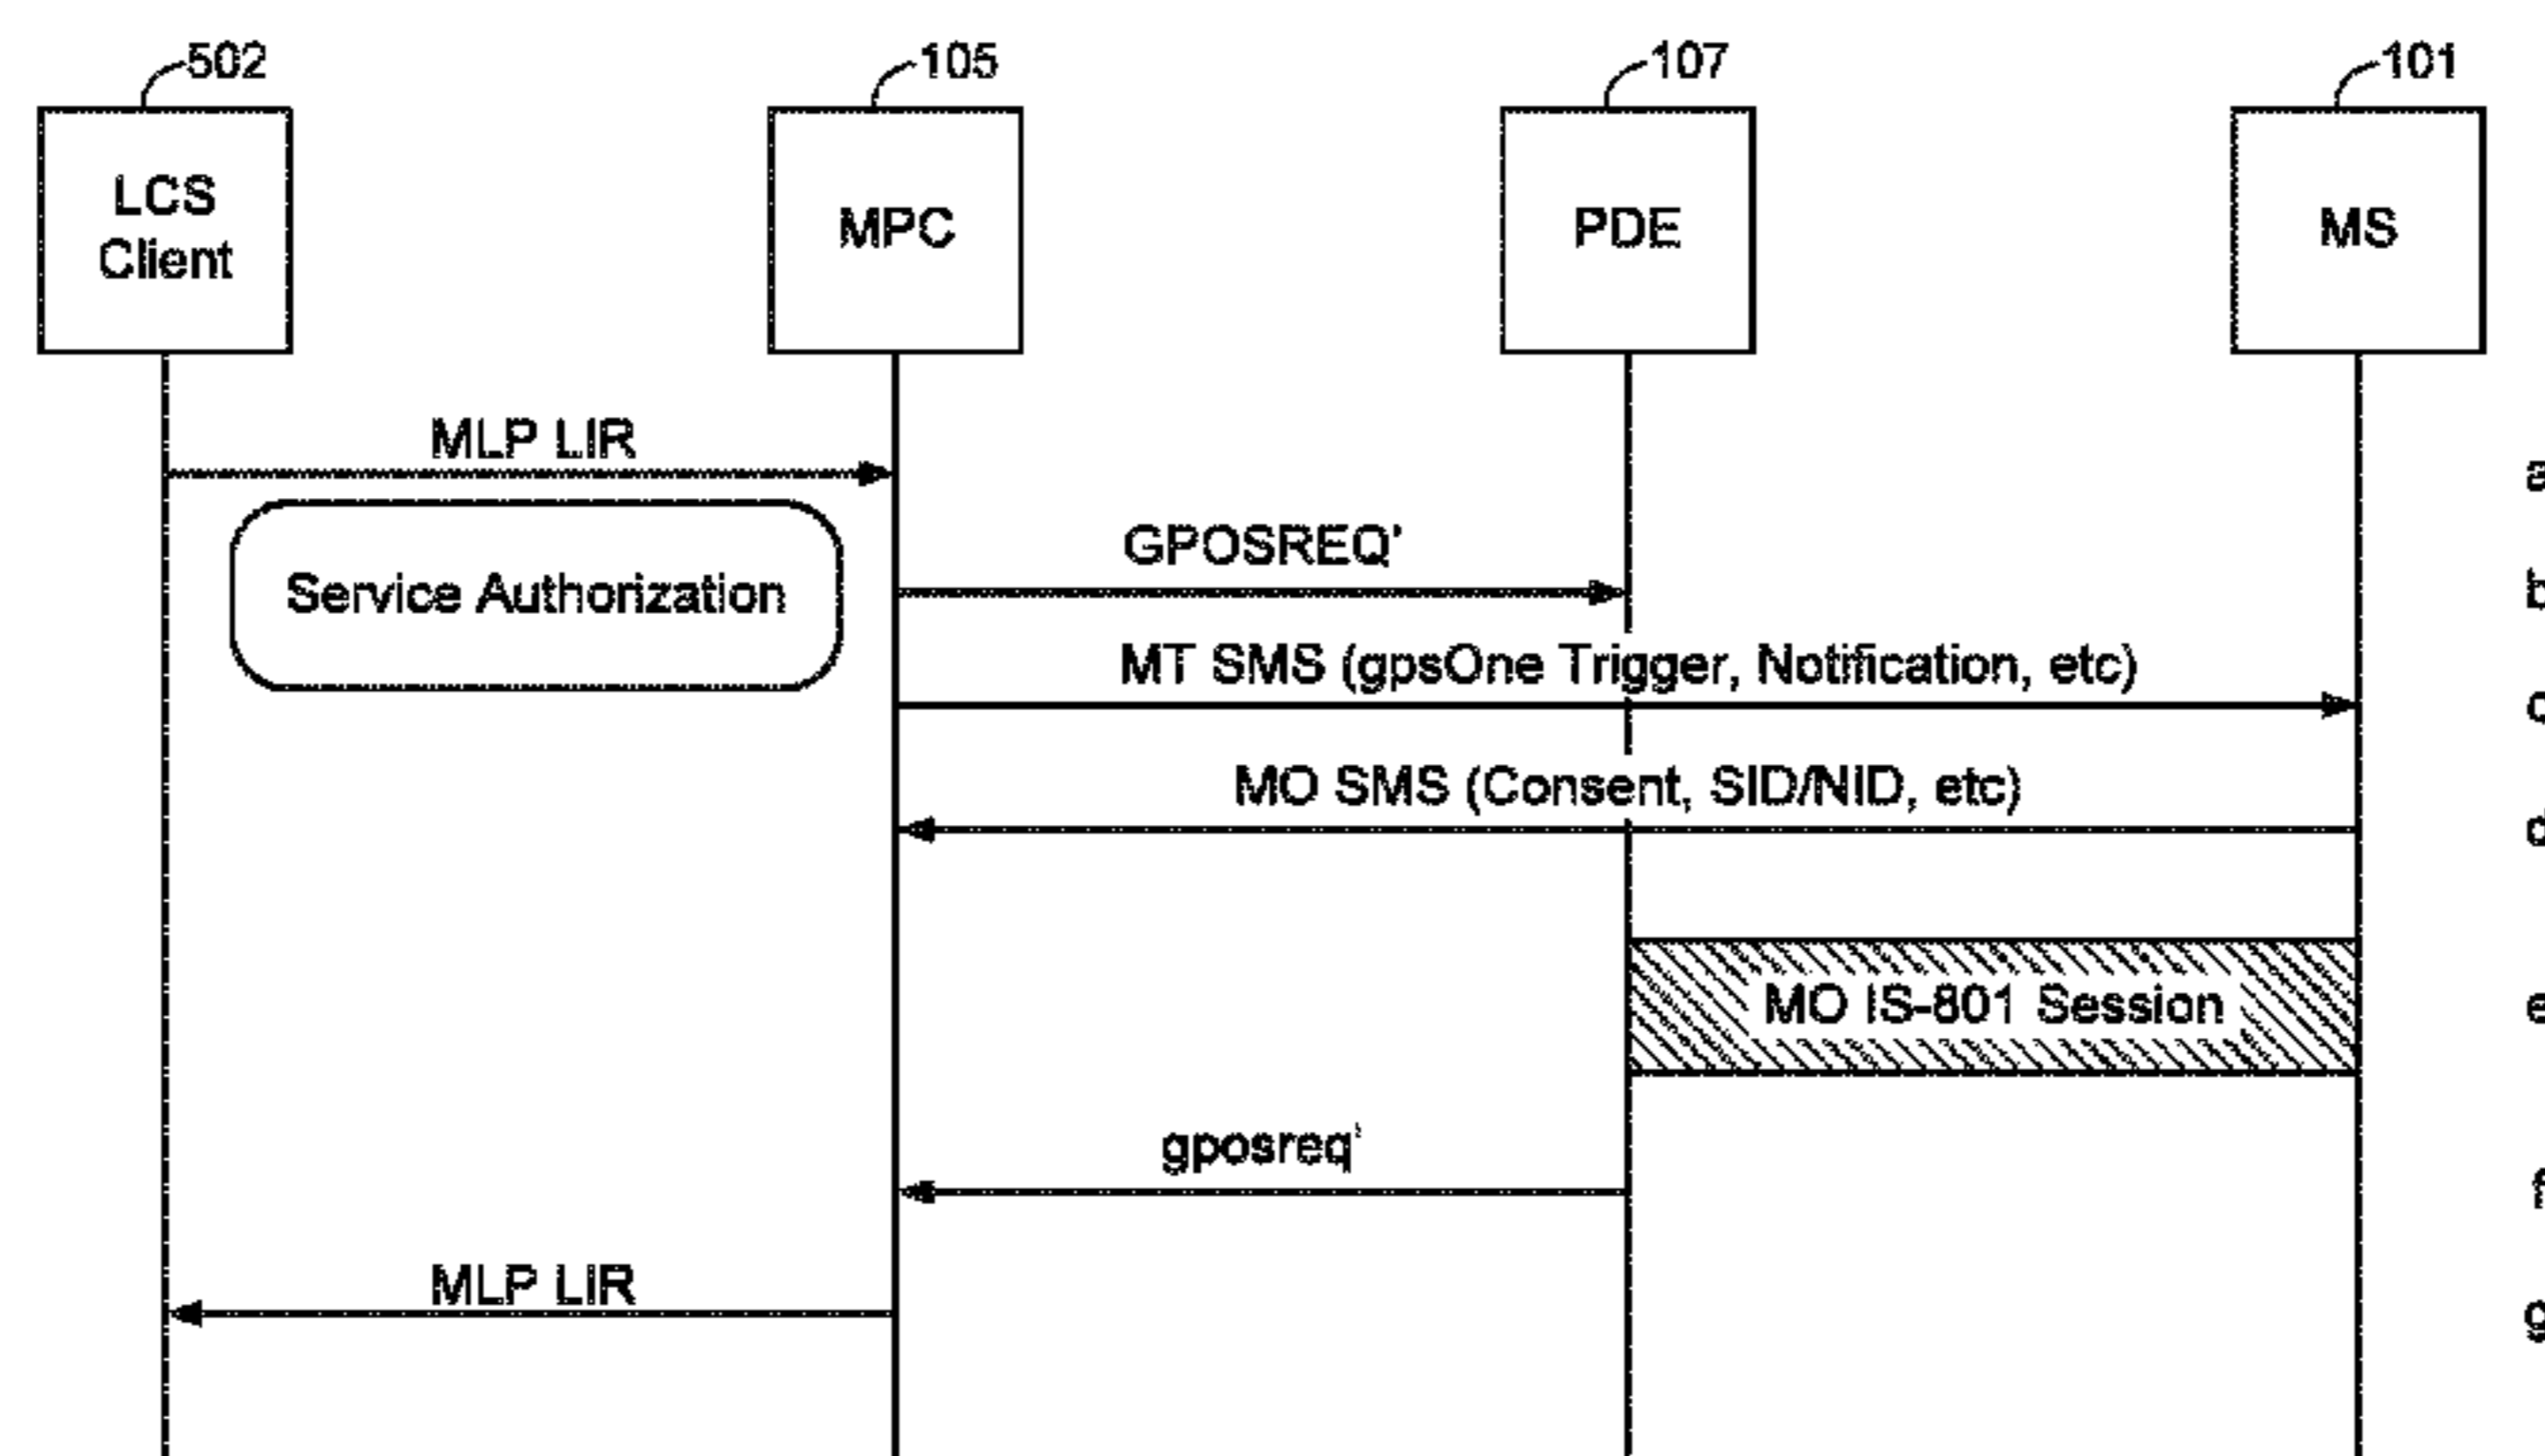 502
105
107
101
LCS
Client
MPC
PDE
MS
MLP LIR
a
GPOSREQ'
Service Authorization
b
MT SMS (gpsOne Trigger, Notification, etc)
c
MO SMS (Consent, SID/NID, etc)
d
MO IS-801 Session
e
gposreq'
f
MLP LIR
g